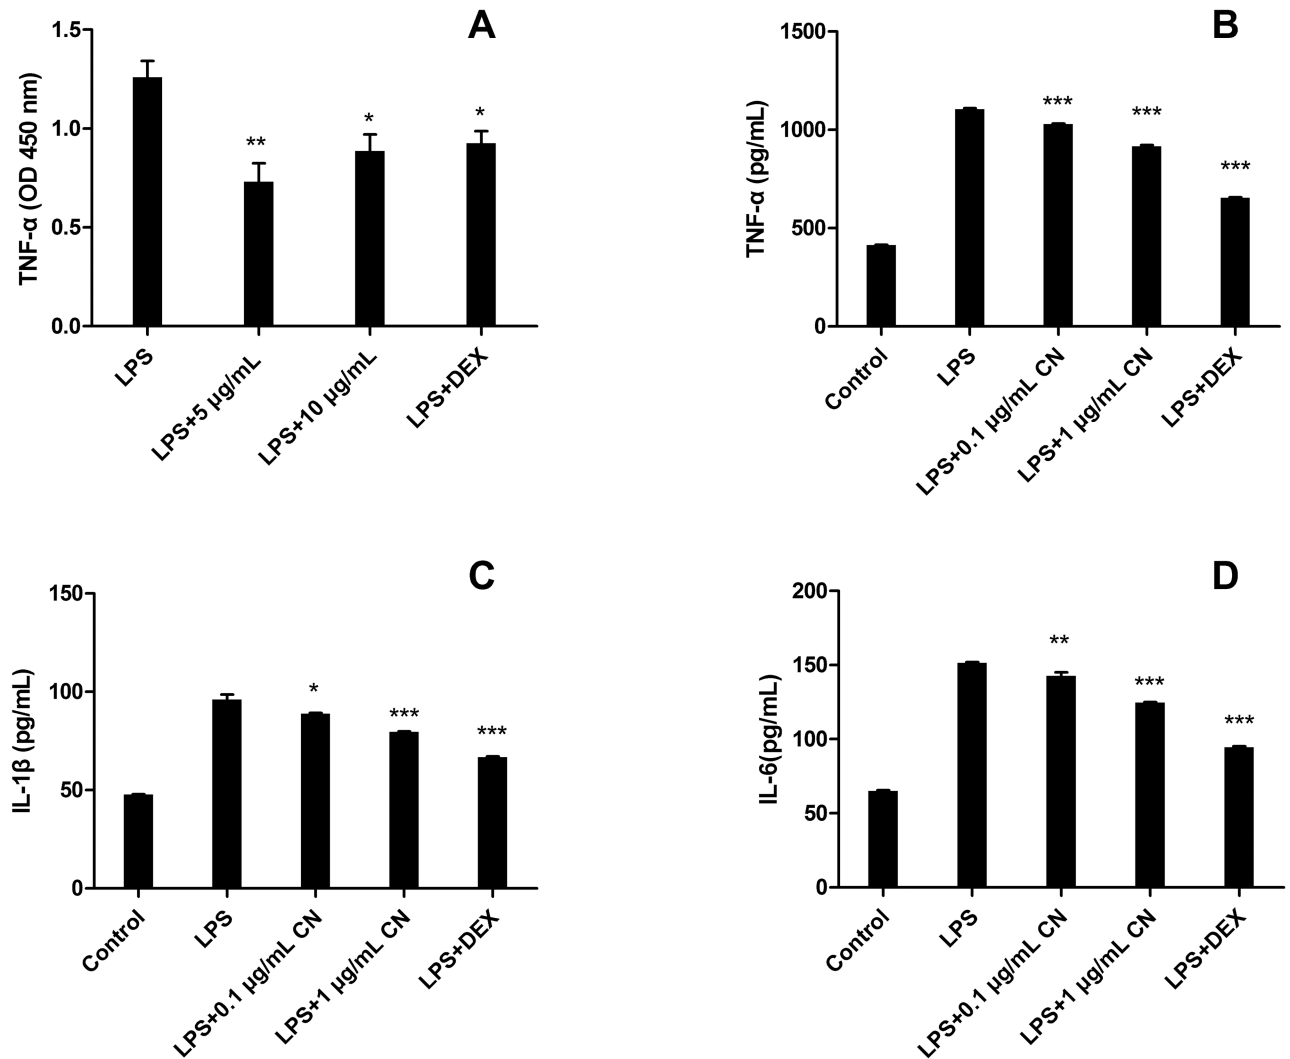 A
TNF-α (OD 450 nm)
1.5
1.0
0.5
0.0
**
*
*
LPS
LPS+5 µg/mL
LPS+10 µg/mL
LPS+DEX
B
TNF-α (pg/mL)
1500
1000
500
0
***
***
***
Control
LPS
LPS+0.1 µg/mL CN
LPS+1 µg/mL CN
LPS+DEX
C
IL-1β (pg/mL)
150
100
50
0
*
***
***
Control
LPS
LPS+0.1 µg/mL CN
LPS+1 µg/mL CN
LPS+DEX
D
IL-6(pg/mL)
200
150
100
50
0
**
***
***
Control
LPS
LPS+0.1 µg/mL CN
LPS+1 µg/mL CN
LPS+DEX